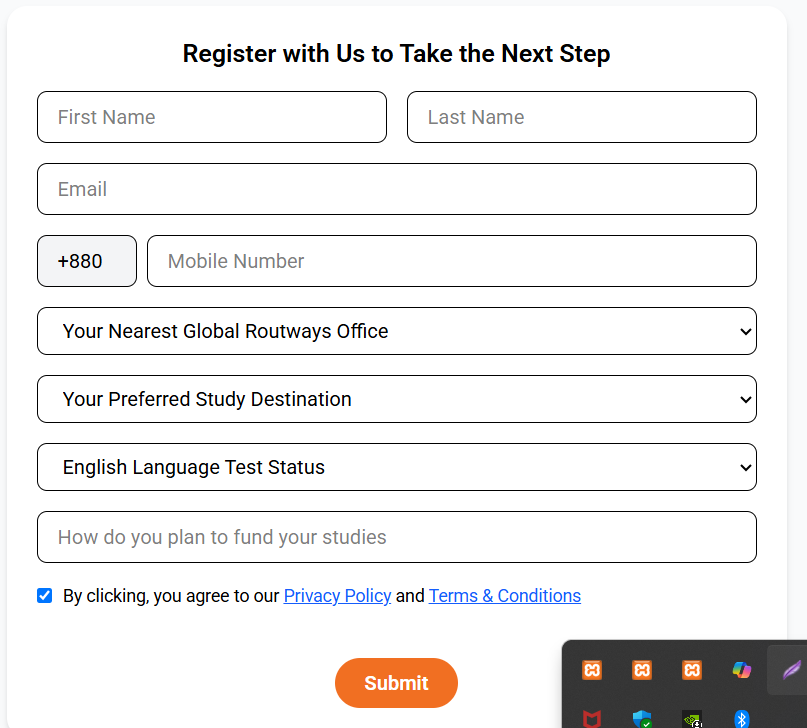 Register with Us to Take the Next Step
First Name
Last Name
Email
+880
Mobile Number
Your Nearest Global Routways Office
Your Preferred Study Destination
English Language Test Status
How do you plan to fund your studies
By clicking, you agree to our Privacy Policy and Terms & Conditions
Submit